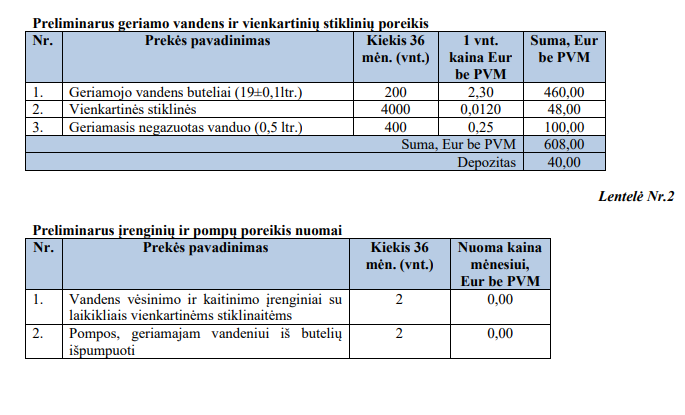 Preliminarus geriamo vandens ir vienkartinių stiklinių poreikis
Nr. Prekės pavadinimas Kiekis 36 mėn. (vnt.) 1 vnt. kaina Eur be PVM Suma, Eur be PVM
1. Geriamojo vandens buteliai (19±0,1ltr.) 200 2,30 460,00
2. Vienkartinės stiklinės 4000 0,0120 48,00
3. Geriamasis negazuotas vanduo (0,5 ltr.) 400 0,25 100,00
Suma, Eur be PVM 608,00
Depozitas 40,00
Lentelė Nr.2
Preliminarus įrenginių ir pompų poreikis nuomai
Nr. Prekės pavadinimas Kiekis 36 mėn. (vnt.) Nuoma kaina mėnesiui, Eur be PVM
1. Vandens vėsinimo ir kaitinimo įrenginiai su laikikliais vienkartinėms stiklinaitėms 2 0,00
2. Pompos, geriamajam vandeniui iš butelių išpumpuoti 2 0,00